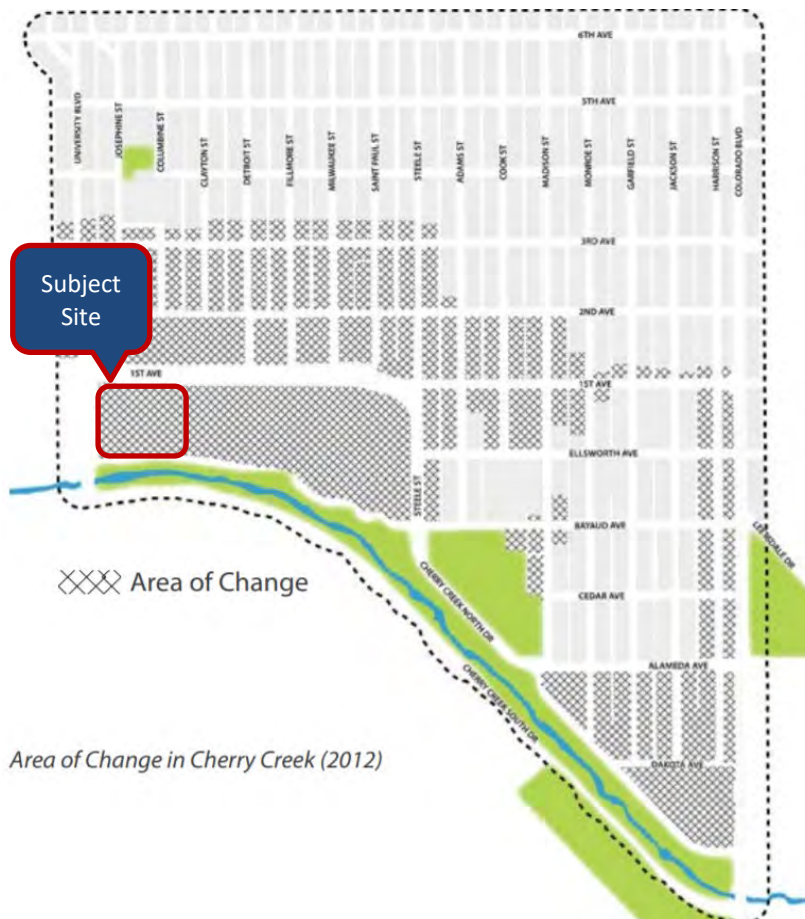 6TH AVE
5TH AVE
UNIVERSITY BLVD
JOSEPHINE ST
COLUMBINE ST
CLAYTON ST
DETROIT ST
FILLMORE ST
MILWAUKEE ST
SAINT PAUL ST
STEELE ST
ADAMS ST
COOK ST
MADISON ST
MONROE ST
GARFIELD ST
JACKSON ST
HARRISON ST
COLORADO BLVD
3RD AVE
Subject
Site
2ND AVE
1ST AVE
1ST AVE
ELLSWORTH AVE
STEELE ST
BAYAUD AVE
LEETSDALE DR
Area of Change
CEDAR AVE
CHERRY CREEK NORTH DR
ALAMEDA AVE
CHERRY CREEK SOUTH DR
Area of Change in Cherry Creek (2012)
DAKOTA AVE